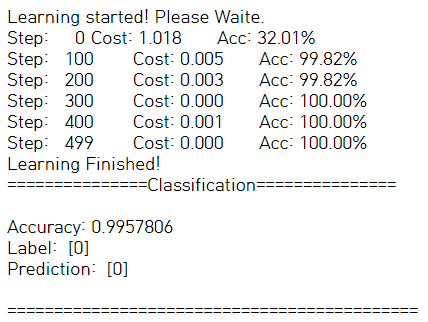 Learning started! Please Waite.
Step: 0 Cost: 1.018 Acc: 32.01%
Step: 100 Cost: 0.005 Acc: 99.82%
Step: 200 Cost: 0.003 Acc: 99.82%
Step: 300 Cost: 0.000 Acc: 100.00%
Step: 400 Cost: 0.001 Acc: 100.00%
Step: 499 Cost: 0.000 Acc: 100.00%
Learning Finished!
===============Classification===============
Accuracy: 0.9957806
Label: [0]
Prediction: [0]
============================================